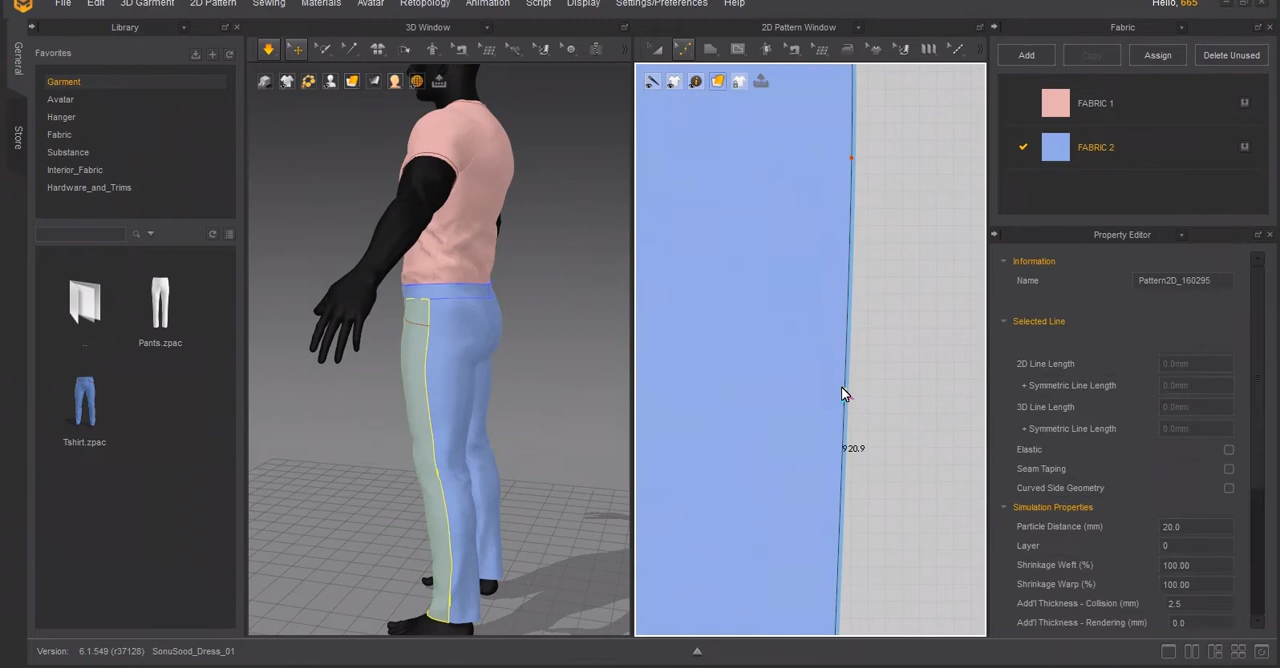 File Edit 3D Garment 2D Pattern Sewing Materials Avatar Retopology Animation Script Display Settings/Preferences Help Hello, 665
Library 3D Window 2D Pattern Window Fabric
General
Store
Favorites
Garment
Avatar
Hanger
Fabric
Substance
Interior_Fabric
Hardware_and_Trims
..
Pants.zpac
Tshirt.zpac
920.9
Add Copy Assign Delete Unused
FABRIC 1
FABRIC 2
Property Editor
Information
Name Pattern2D_160295
Selected Line
2D Line Length 0.0mm
+ Symmetric Line Length 0.0mm
3D Line Length 0.0mm
+ Symmetric Line Length 0.0mm
Elastic
Seam Taping
Curved Side Geometry
Simulation Properties
Particle Distance (mm) 20.0
Layer 0
Shrinkage Weft (%) 100.00
Shrinkage Warp (%) 100.00
Add'l Thickness - Collision (mm) 2.5
Add'l Thickness - Rendering (mm) 0.0
Version: 6.1.549 (r37128) SonuSood_Dress_01